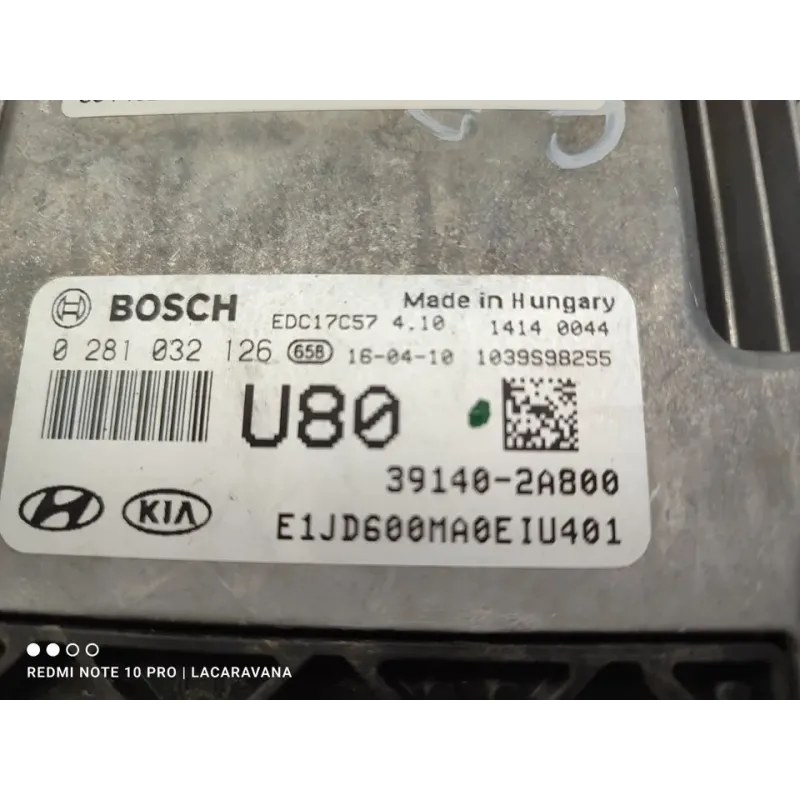 BOSCH Made in Hungary
EDC17C57 4.10 1414 0044
0 281 032 126 65B 16-04-10 1039S98255
U80
39140-2A800
KIA E1JD600MA0EIU401
REDMI NOTE 10 PRO | LACARAVANA